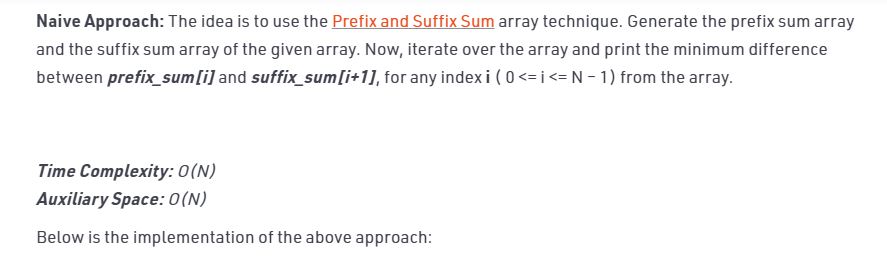 Naive Approach: The idea is to use the Prefix and Suffix Sum array technique. Generate the prefix sum array
and the suffix sum array of the given array. Now, iterate over the array and print the minimum difference
between prefix_sum[i] and suffix_sum[i+1], for any index i ( 0 <= i <= N – 1) from the array.
Time Complexity: O(N)
Auxiliary Space: O(N)
Below is the implementation of the above approach: